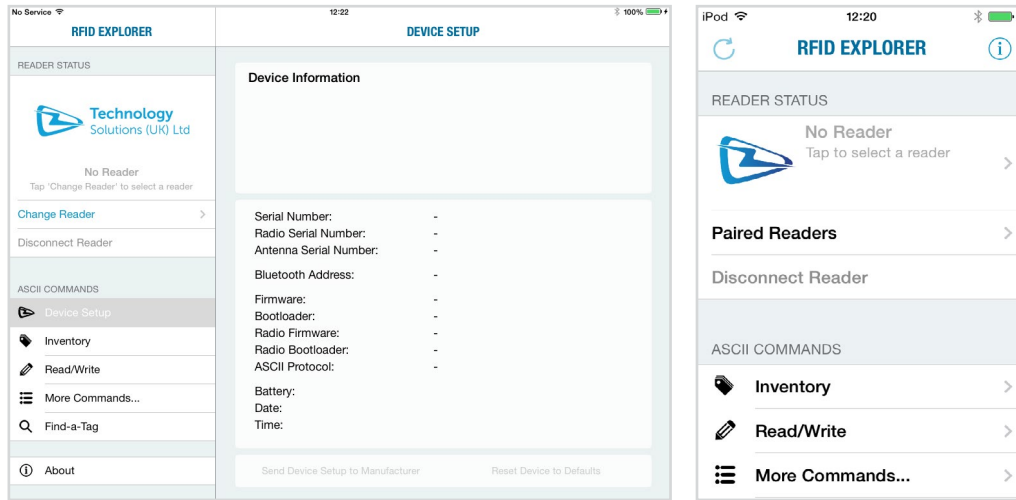 No Service 12:22 100%
RFID EXPLORER
DEVICE SETUP
READER STATUS
Technology
Solutions (UK) Ltd
No Reader
Tap 'Change Reader' to select a reader
Change Reader
Disconnect Reader
ASCII COMMANDS
Device Setup
Inventory
Read/Write
More Commands...
Find-a-Tag
About
Device Information
Serial Number: -
Radio Serial Number: -
Antenna Serial Number: -
Bluetooth Address: -
Firmware: -
Bootloader: -
Radio Firmware: -
Radio Bootloader: -
ASCII Protocol: -
Battery:
Date:
Time:
Send Device Setup to Manufacturer
Reset Device to Defaults
iPod 12:20
RFID EXPLORER
READER STATUS
No Reader
Tap to select a reader
Paired Readers
Disconnect Reader
ASCII COMMANDS
Inventory
Read/Write
More Commands...